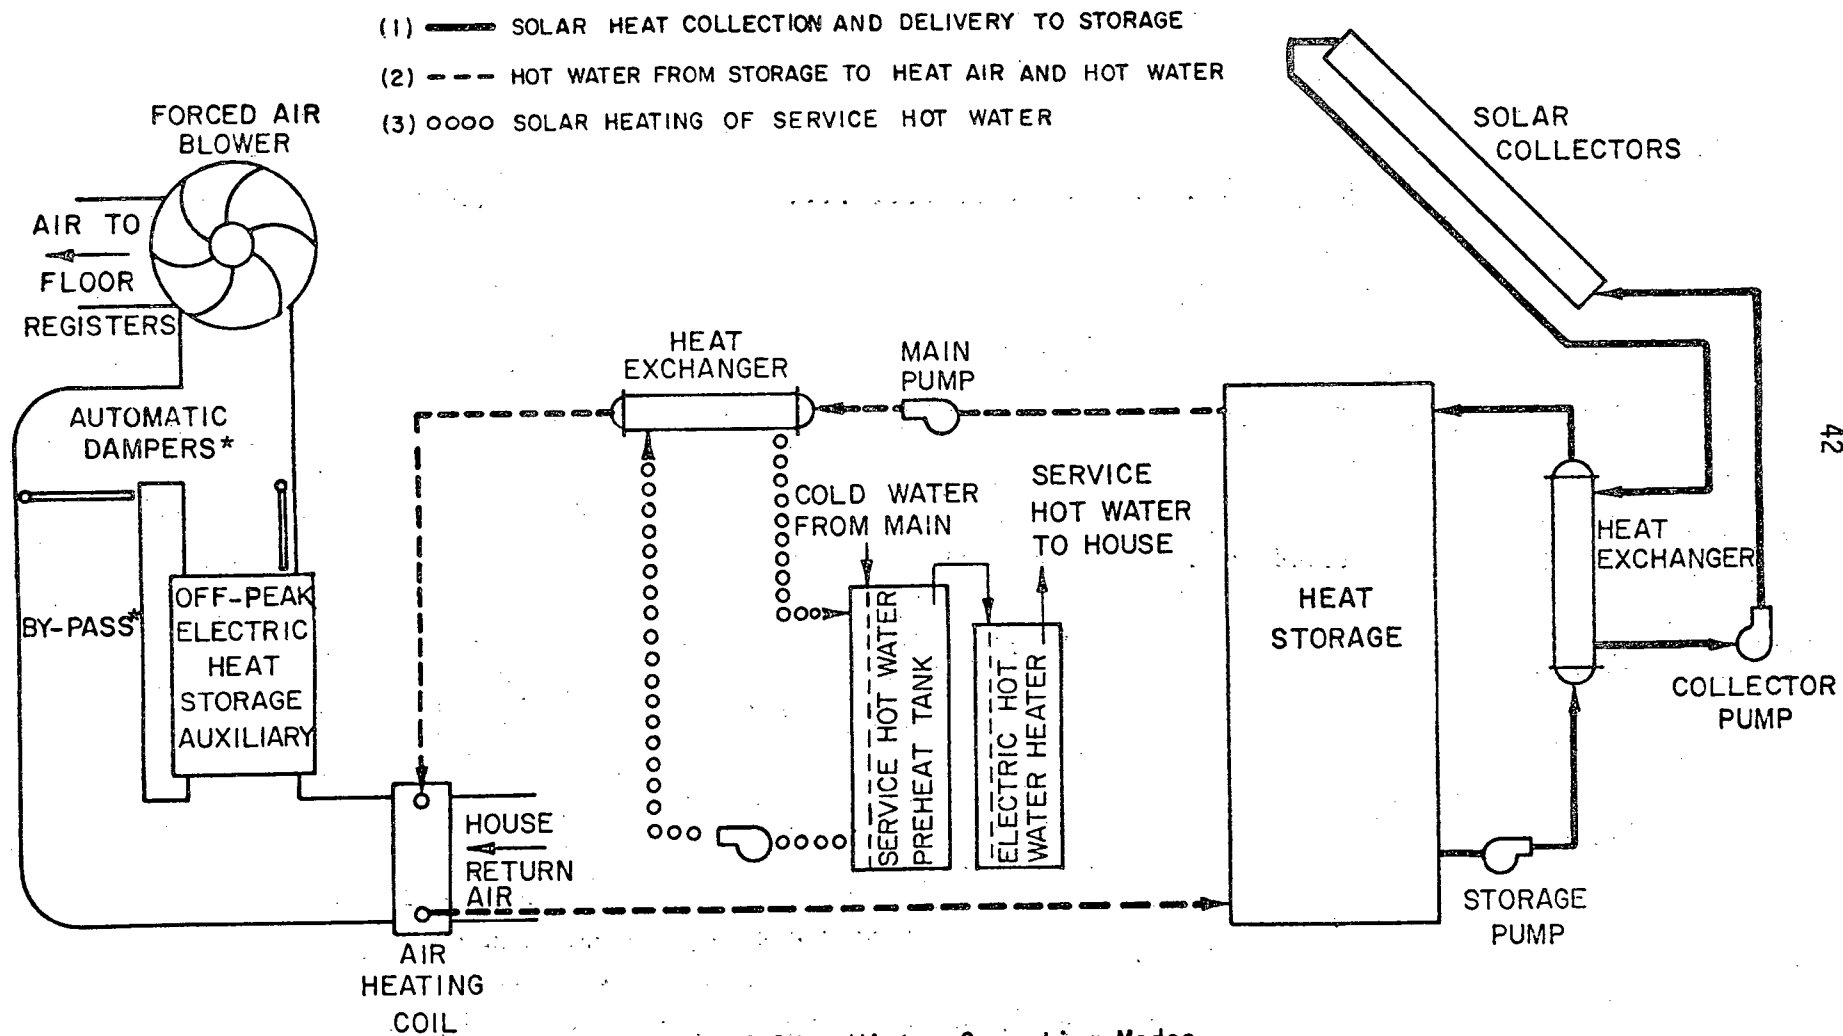 (1) SOLAR HEAT COLLECTION AND DELIVERY TO STORAGE
(2) HOT WATER FROM STORAGE TO HEAT AIR AND HOT WATER
(3) SOLAR HEATING OF SERVICE HOT WATER
FORCED AIR
BLOWER
AIR TO
FLOOR
REGISTERS
AUTOMATIC
DAMPERS*
BY-PASS*
OFF-PEAK
ELECTRIC
HEAT
STORAGE
AUXILIARY
HOUSE
RETURN
AIR
AIR
HEATING
COIL
HEAT
EXCHANGER
MAIN
PUMP
COLD WATER
FROM MAIN
SERVICE
HOT WATER
TO HOUSE
SERVICE HOT WATER
PREHEAT TANK
ELECTRIC HOT
WATER HEATER
HEAT
STORAGE
SOLAR
COLLECTORS
HEAT
EXCHANGER
COLLECTOR
PUMP
STORAGE
PUMP
42
Operating Modes